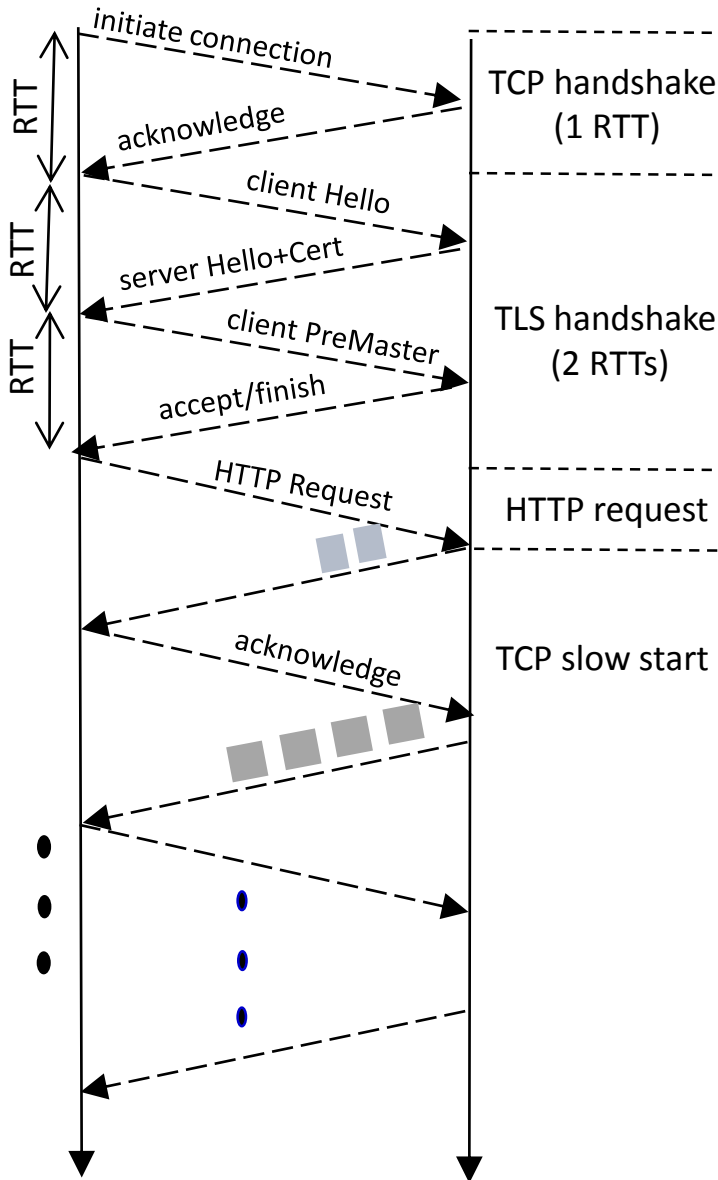 initiate connection
RTT
TCP handshake
(1 RTT)
acknowledge
client Hello
RTT
server Hello+Cert
TLS handshake
(2 RTTs)
client PreMaster
RTT
accept/finish
HTTP Request
HTTP request
acknowledge
TCP slow start